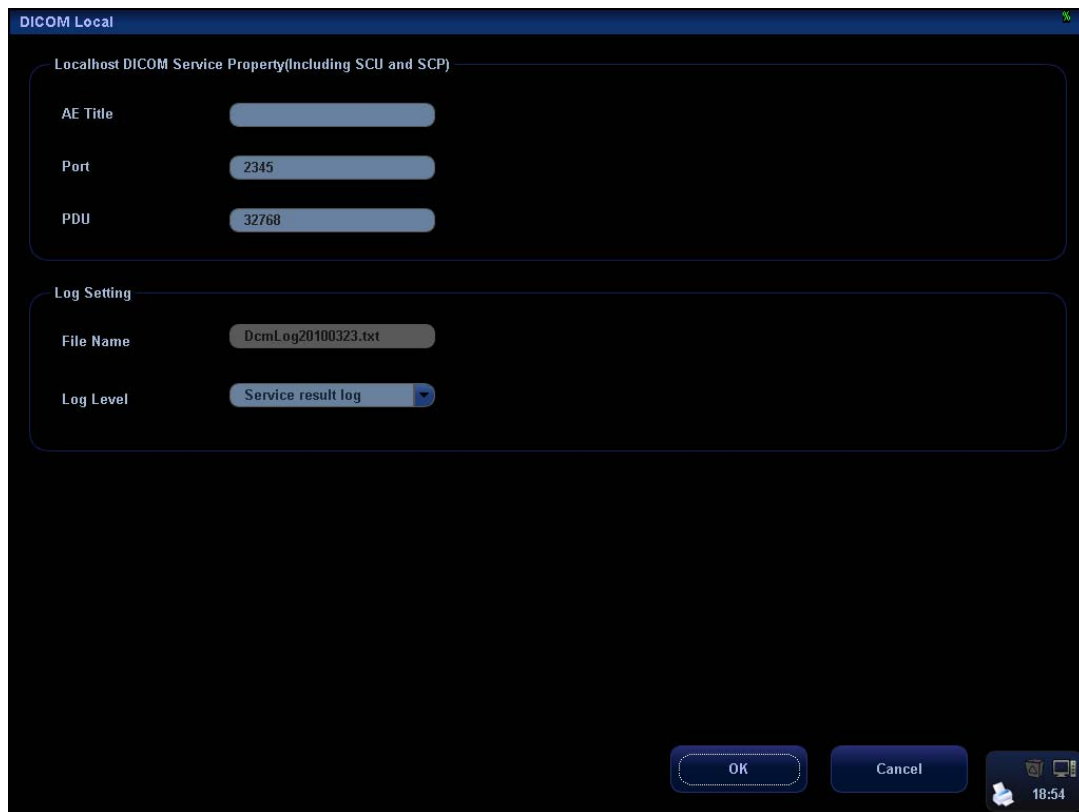 DICOM Local
%
Localhost DICOM Service Property(Including SCU and SCP)
AE Title
Port 2345
PDU 32768
Log Setting
File Name DcmLog20100323.txt
Log Level Service result log
OK Cancel
18:54